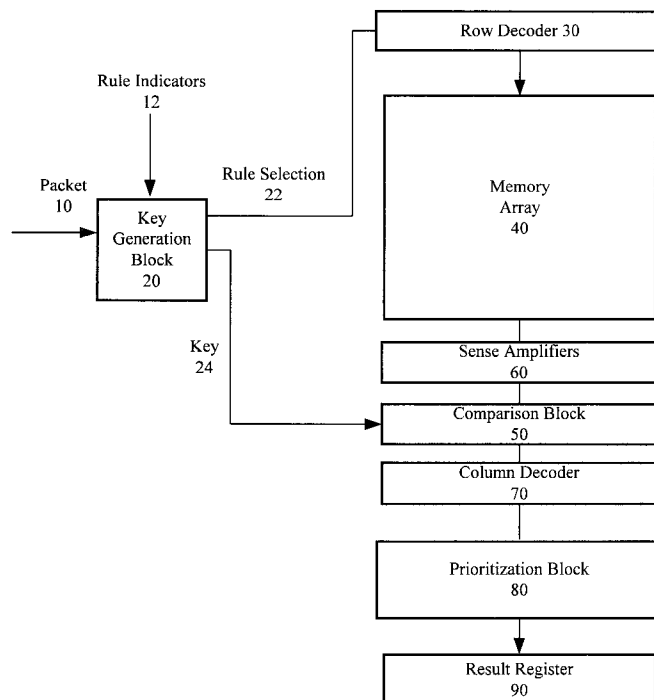 Row Decoder 30
Rule Indicators
12
Rule Selection
22
Packet
10
Key
Generation
Block
20
Memory
Array
40
Key
24
Sense Amplifiers
60
Comparison Block
50
Column Decoder
70
Prioritization Block
80
Result Register
90